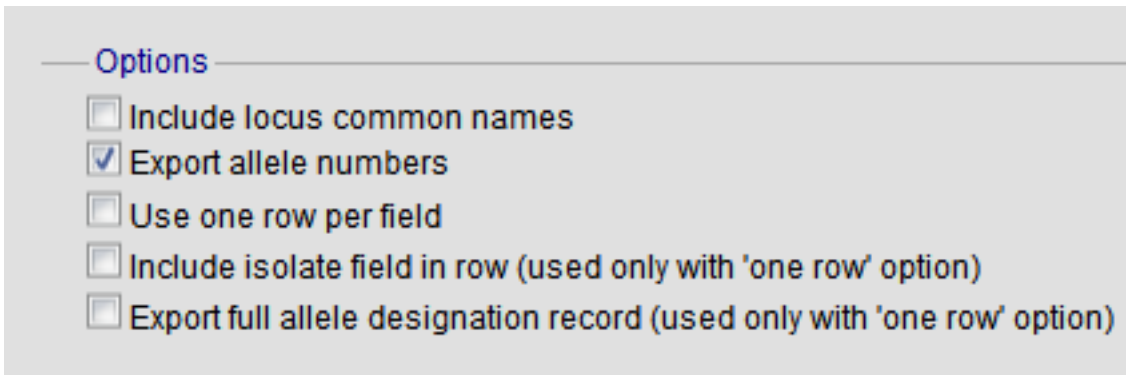 Options
Include locus common names
Export allele numbers
Use one row per field
Include isolate field in row (used only with 'one row' option)
Export full allele designation record (used only with 'one row' option)